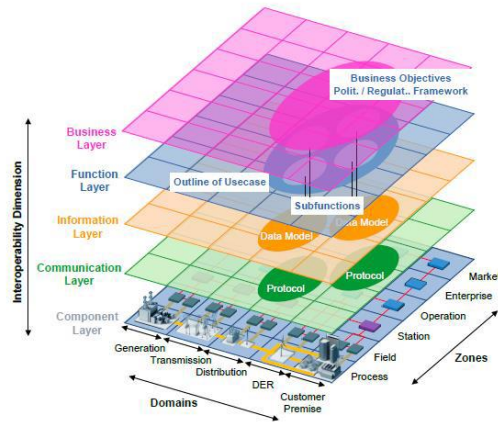 Business Objectives
Polit. / Regulat.. Framework
Business
Layer
Function
Layer
Outline of Usecase
Subfunctions
Information
Layer
Data Model
Data Model
Communication
Layer
Protocol
Protocol
Component
Layer
Interoperability Dimension
Market
Enterprise
Operation
Station
Field
Process
Zones
Generation
Transmission
Distribution
DER
Customer
Premise
Domains